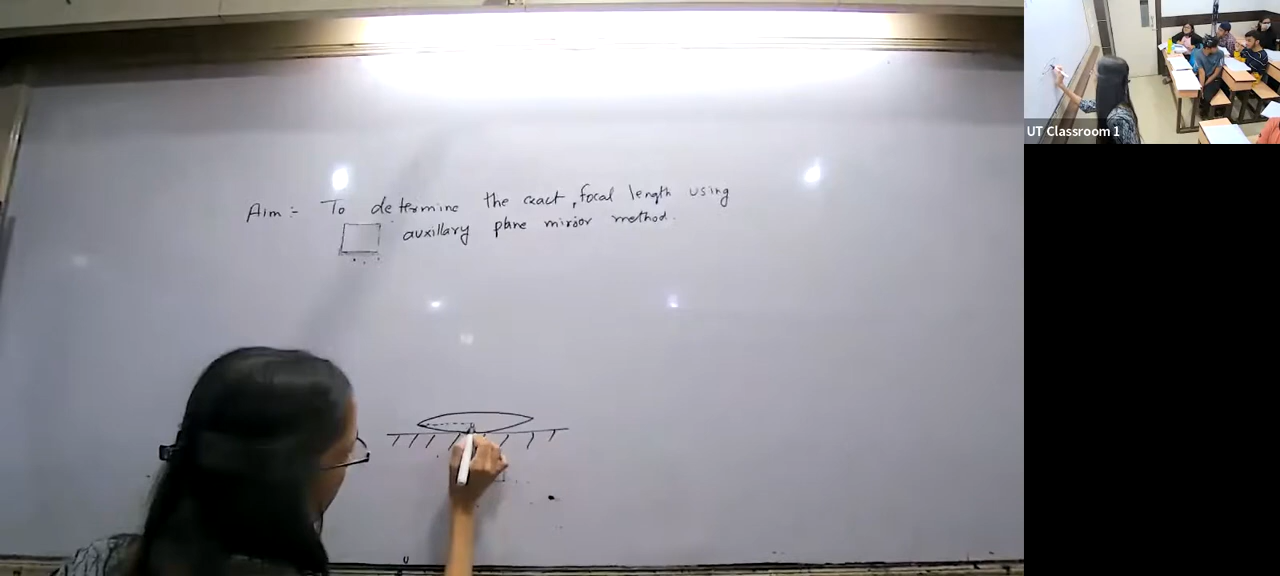 Aim :- To determine the exact, focal length using
auxillary plane mirror method.
UT Classroom 1